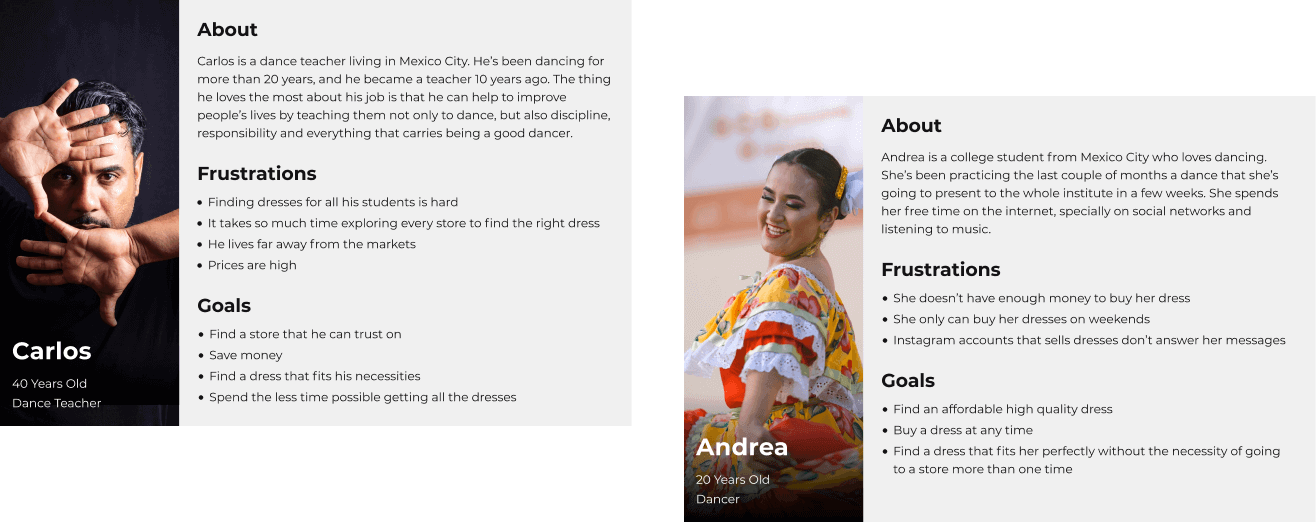 About
Carlos is a dance teacher living in Mexico City. He’s been dancing for
more than 20 years, and he became a teacher 10 years ago. The thing
he loves the most about his job is that he can help to improve
people’s lives by teaching them not only to dance, but also discipline,
responsibility and everything that carries being a good dancer.
Frustrations
• Finding dresses for all his students is hard
• It takes so much time exploring every store to find the right dress
• He lives far away from the markets
• Prices are high
Goals
• Find a store that he can trust on
• Save money
• Find a dress that fits his necessities
• Spend the less time possible getting all the dresses
Carlos
40 Years Old
Dance Teacher
About
Andrea is a college student from Mexico City who loves dancing.
She’s been practicing the last couple of months a dance that she’s
going to present to the whole institute in a few weeks. She spends
her free time on the internet, specially on social networks and
listening to music.
Frustrations
• She doesn’t have enough money to buy her dress
• She only can buy her dresses on weekends
• Instagram accounts that sells dresses don’t answer her messages
Goals
• Find an affordable high quality dress
• Buy a dress at any time
• Find a dress that fits her perfectly without the necessity of going
to a store more than one time
Andrea
20 Years Old
Dancer